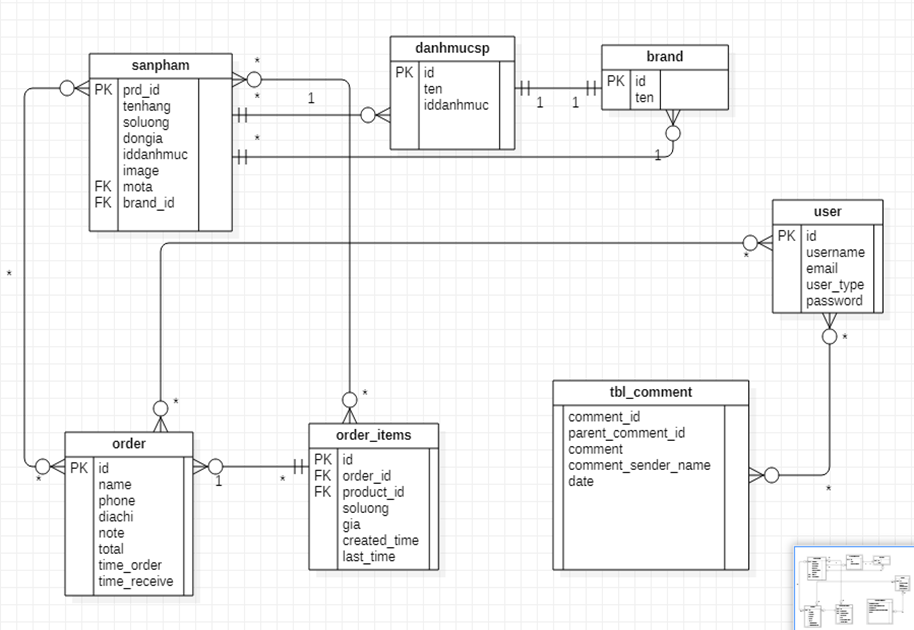 sanpham
PK prd_id
tenhang
soluong
dongia
iddanhmuc
image
FK mota
FK brand_id
danhmucsp
PK id
ten
iddanhmuc
brand
PK id
ten
*
*
1
*
1
1
1
user
PK id
username
email
user_type
password
*
*
*
*
*
*
order
PK id
name
phone
diachi
note
total
time_order
time_receive
*
1
*
order_items
PK id
FK order_id
FK product_id
soluong
gia
created_time
last_time
tbl_comment
comment_id
parent_comment_id
comment
comment_sender_name
date